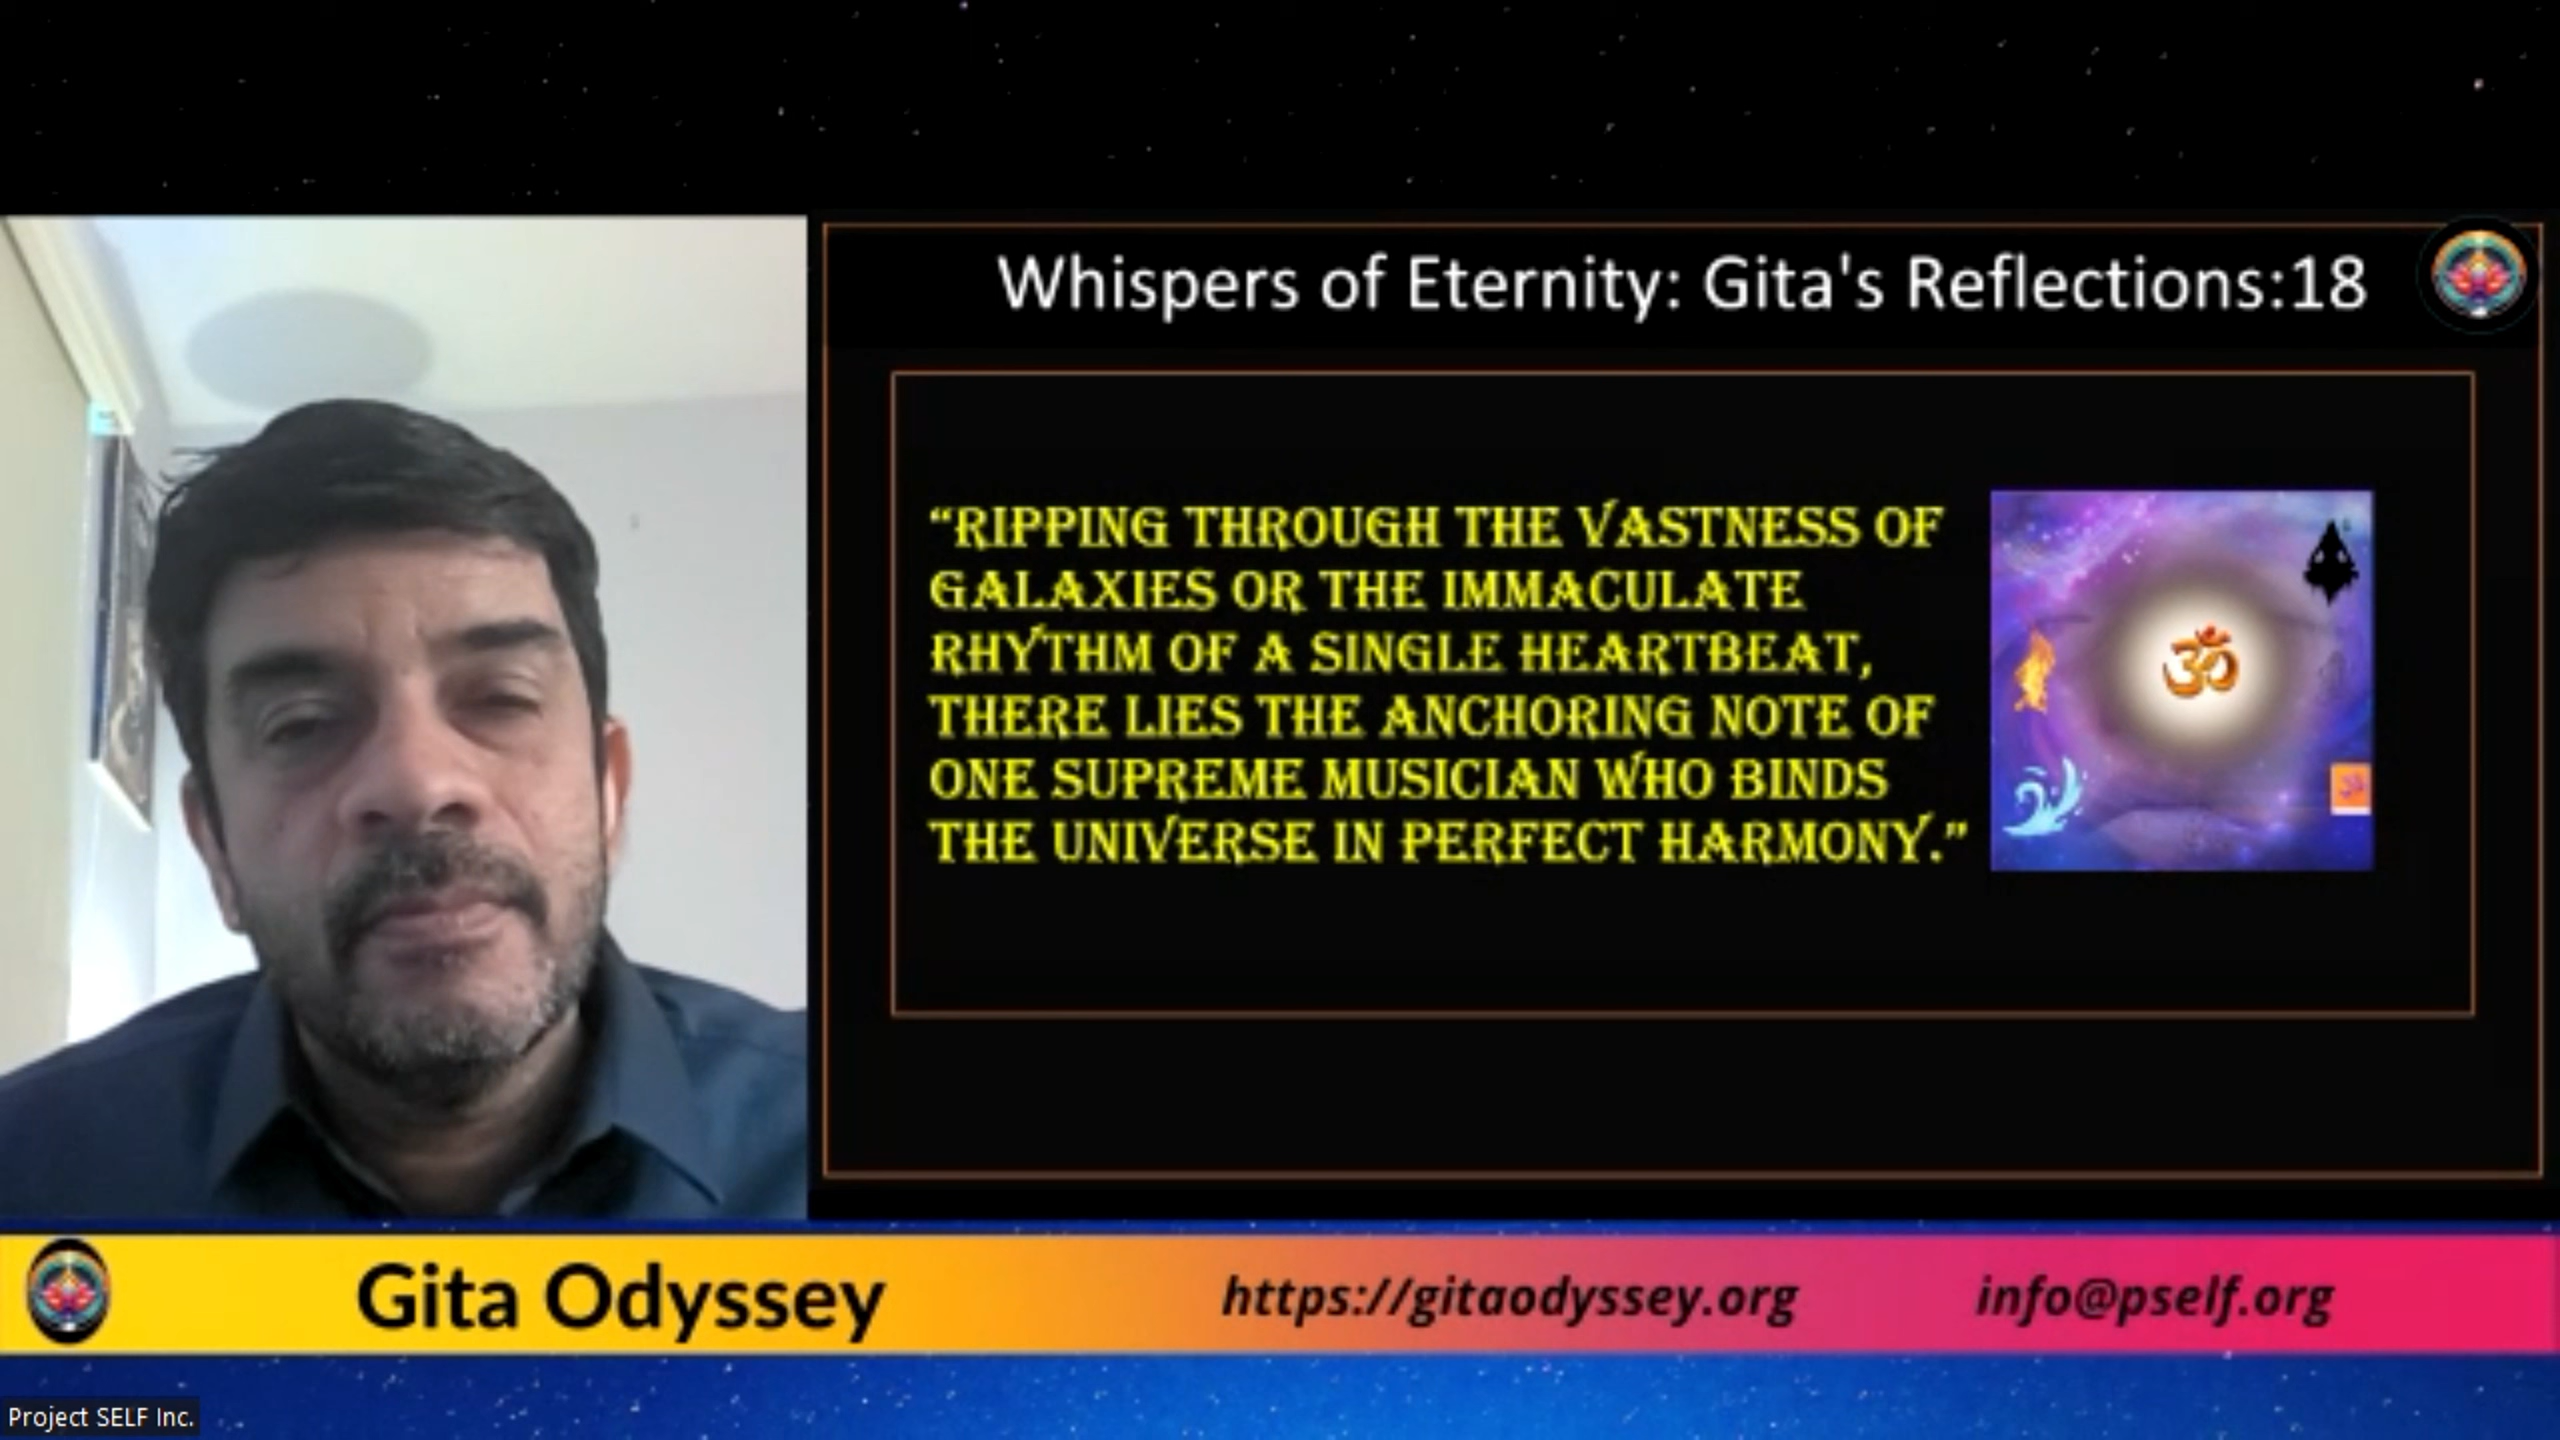 Whispers of Eternity: Gita's Reflections:18
“RIPPING THROUGH THE VASTNESS OF
GALAXIES OR THE IMMACULATE
RHYTHM OF A SINGLE HEARTBEAT,
THERE LIES THE ANCHORING NOTE OF
ONE SUPREME MUSICIAN WHO BINDS
THE UNIVERSE IN PERFECT HARMONY.”
ॐ
Gita Odyssey
https://gitaodyssey.org
info@pself.org
Project SELF Inc.